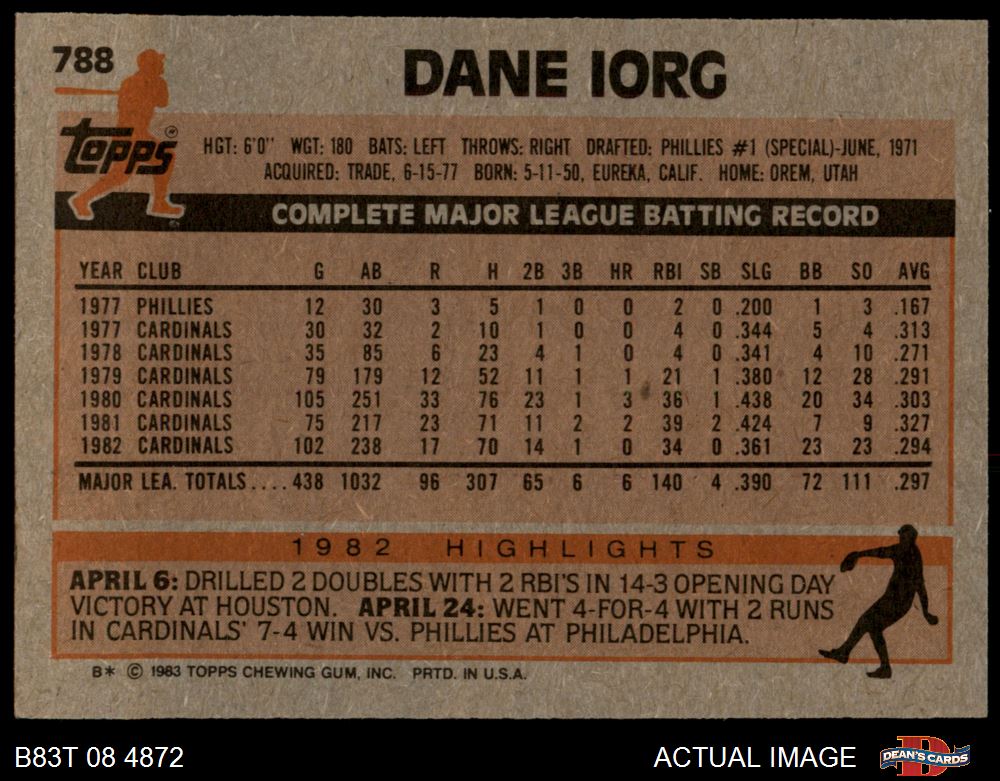 788
DANE IORG
topps ®
HGT: 6'0" WGT: 180 BATS: LEFT THROWS: RIGHT DRAFTED: PHILLIES #1 (SPECIAL)-JUNE, 1971
ACQUIRED: TRADE, 6-15-77 BORN: 5-11-50, EUREKA, CALIF. HOME: OREM, UTAH
COMPLETE MAJOR LEAGUE BATTING RECORD
YEAR CLUB G AB R H 2B 3B HR RBI SB SLG BB SO AVG
1977 PHILLIES 12 30 3 5 1 0 0 2 0 .200 1 3 .167
1977 CARDINALS 30 32 2 10 1 0 0 4 0 .344 5 4 .313
1978 CARDINALS 35 85 6 23 4 1 0 4 0 .341 4 10 .271
1979 CARDINALS 79 179 12 52 11 1 1 21 1 .380 12 28 .291
1980 CARDINALS 105 251 33 76 23 1 3 36 1 .438 20 34 .303
1981 CARDINALS 75 217 23 71 11 2 2 39 2 .424 7 9 .327
1982 CARDINALS 102 238 17 70 14 1 0 34 0 .361 23 23 .294
MAJOR LEA. TOTALS....438 1032 96 307 65 6 6 140 4 .390 72 111 .297
1982 HIGHLIGHTS
APRIL 6: DRILLED 2 DOUBLES WITH 2 RBI'S IN 14-3 OPENING DAY
VICTORY AT HOUSTON. APRIL 24: WENT 4-FOR-4 WITH 2 RUNS
IN CARDINALS' 7-4 WIN VS. PHILLIES AT PHILADELPHIA.
B* © 1983 TOPPS CHEWING GUM, INC. PRTD. IN U.S.A.
B83T 08 4872
ACTUAL IMAGE
DEAN'S CARDS